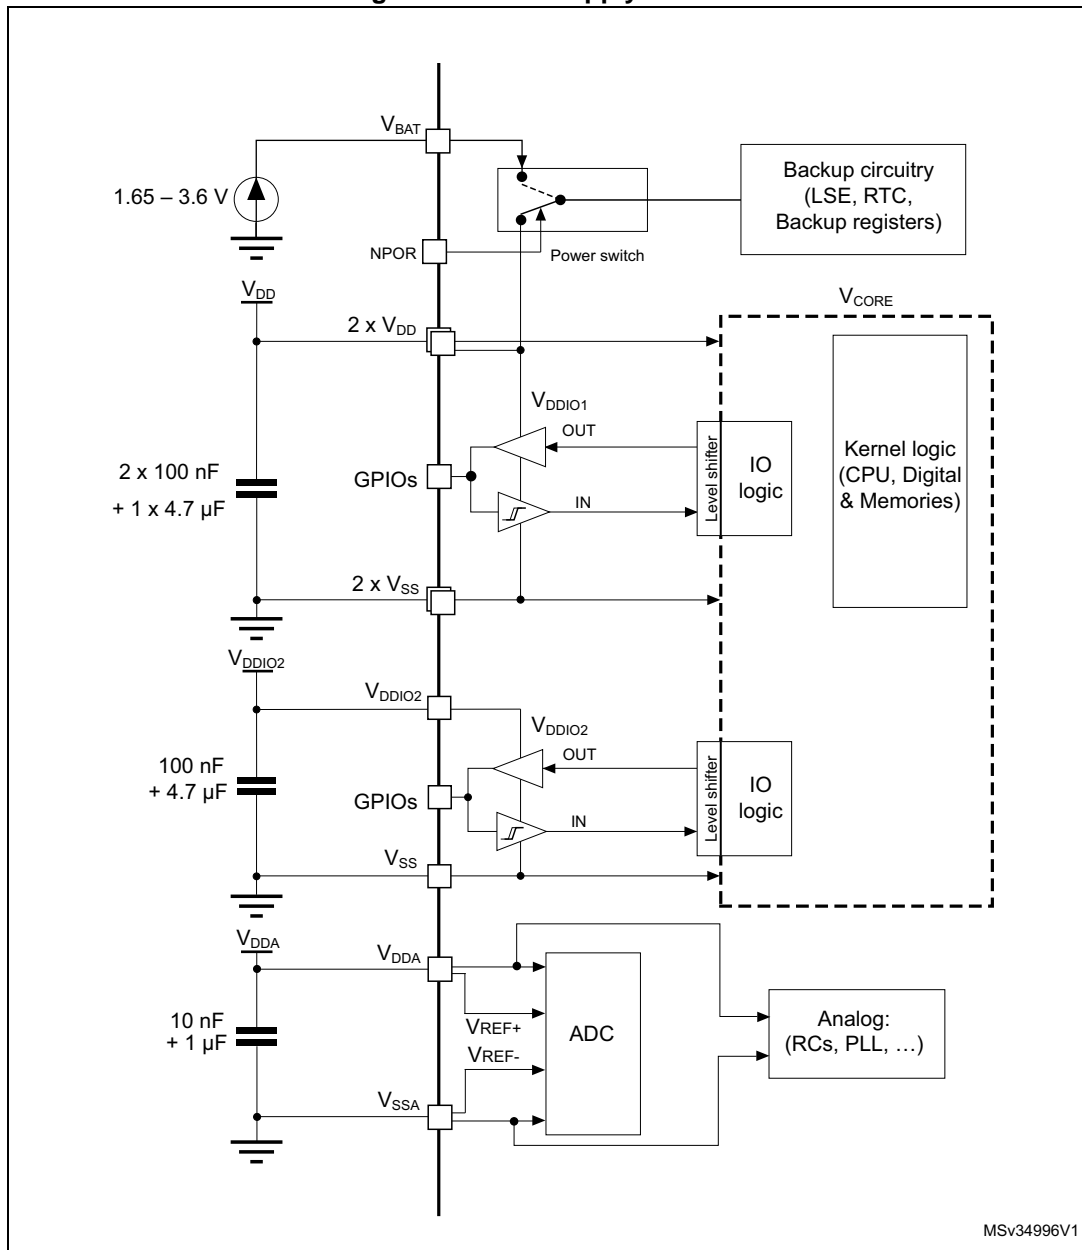 V_BAT
1.65 – 3.6 V
NPOR
Power switch
Backup circuitry
(LSE, RTC,
Backup registers)
V_DD
2 x V_DD
V_CORE
V_DDIO1
OUT
GPIOs
IN
Level shifter
IO
logic
Kernel logic
(CPU, Digital
& Memories)
2 x 100 nF
+ 1 x 4.7 µF
2 x V_SS
V_DDIO2
V_DDIO2
V_DDIO2
OUT
GPIOs
IN
Level shifter
IO
logic
100 nF
+ 4.7 µF
V_SS
V_DDA
V_DDA
VREF+
VREF-
ADC
10 nF
+ 1 µF
V_SSA
Analog:
(RCs, PLL, …)
MSv34996V1